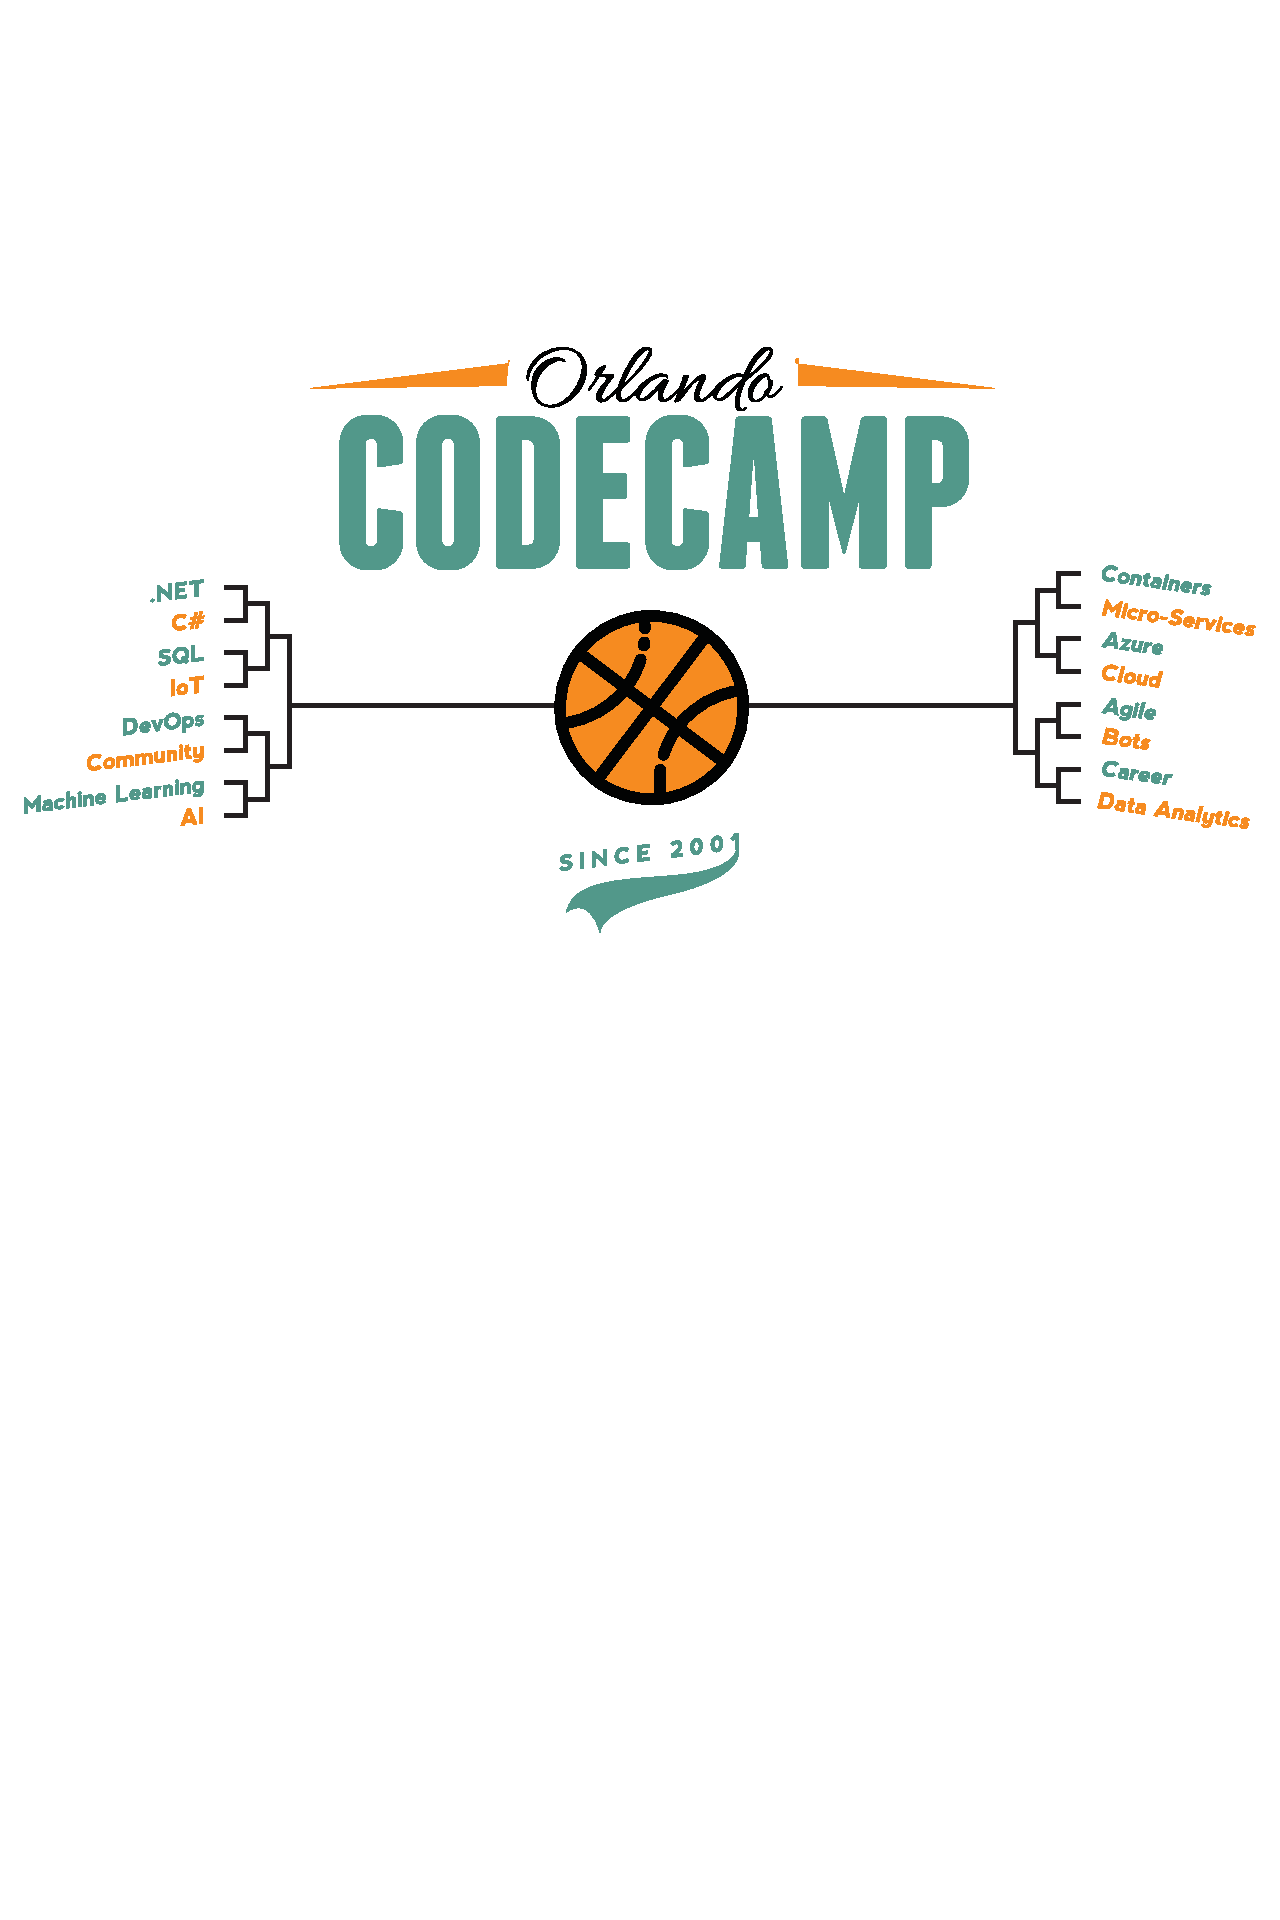 Orlando
CODECAMP
.NET
C#
SQL
IoT
DevOps
Community
Machine Learning
AI
Containers
Micro-Services
Azure
Cloud
Agile
Bots
Career
Data Analytics
SINCE 2001